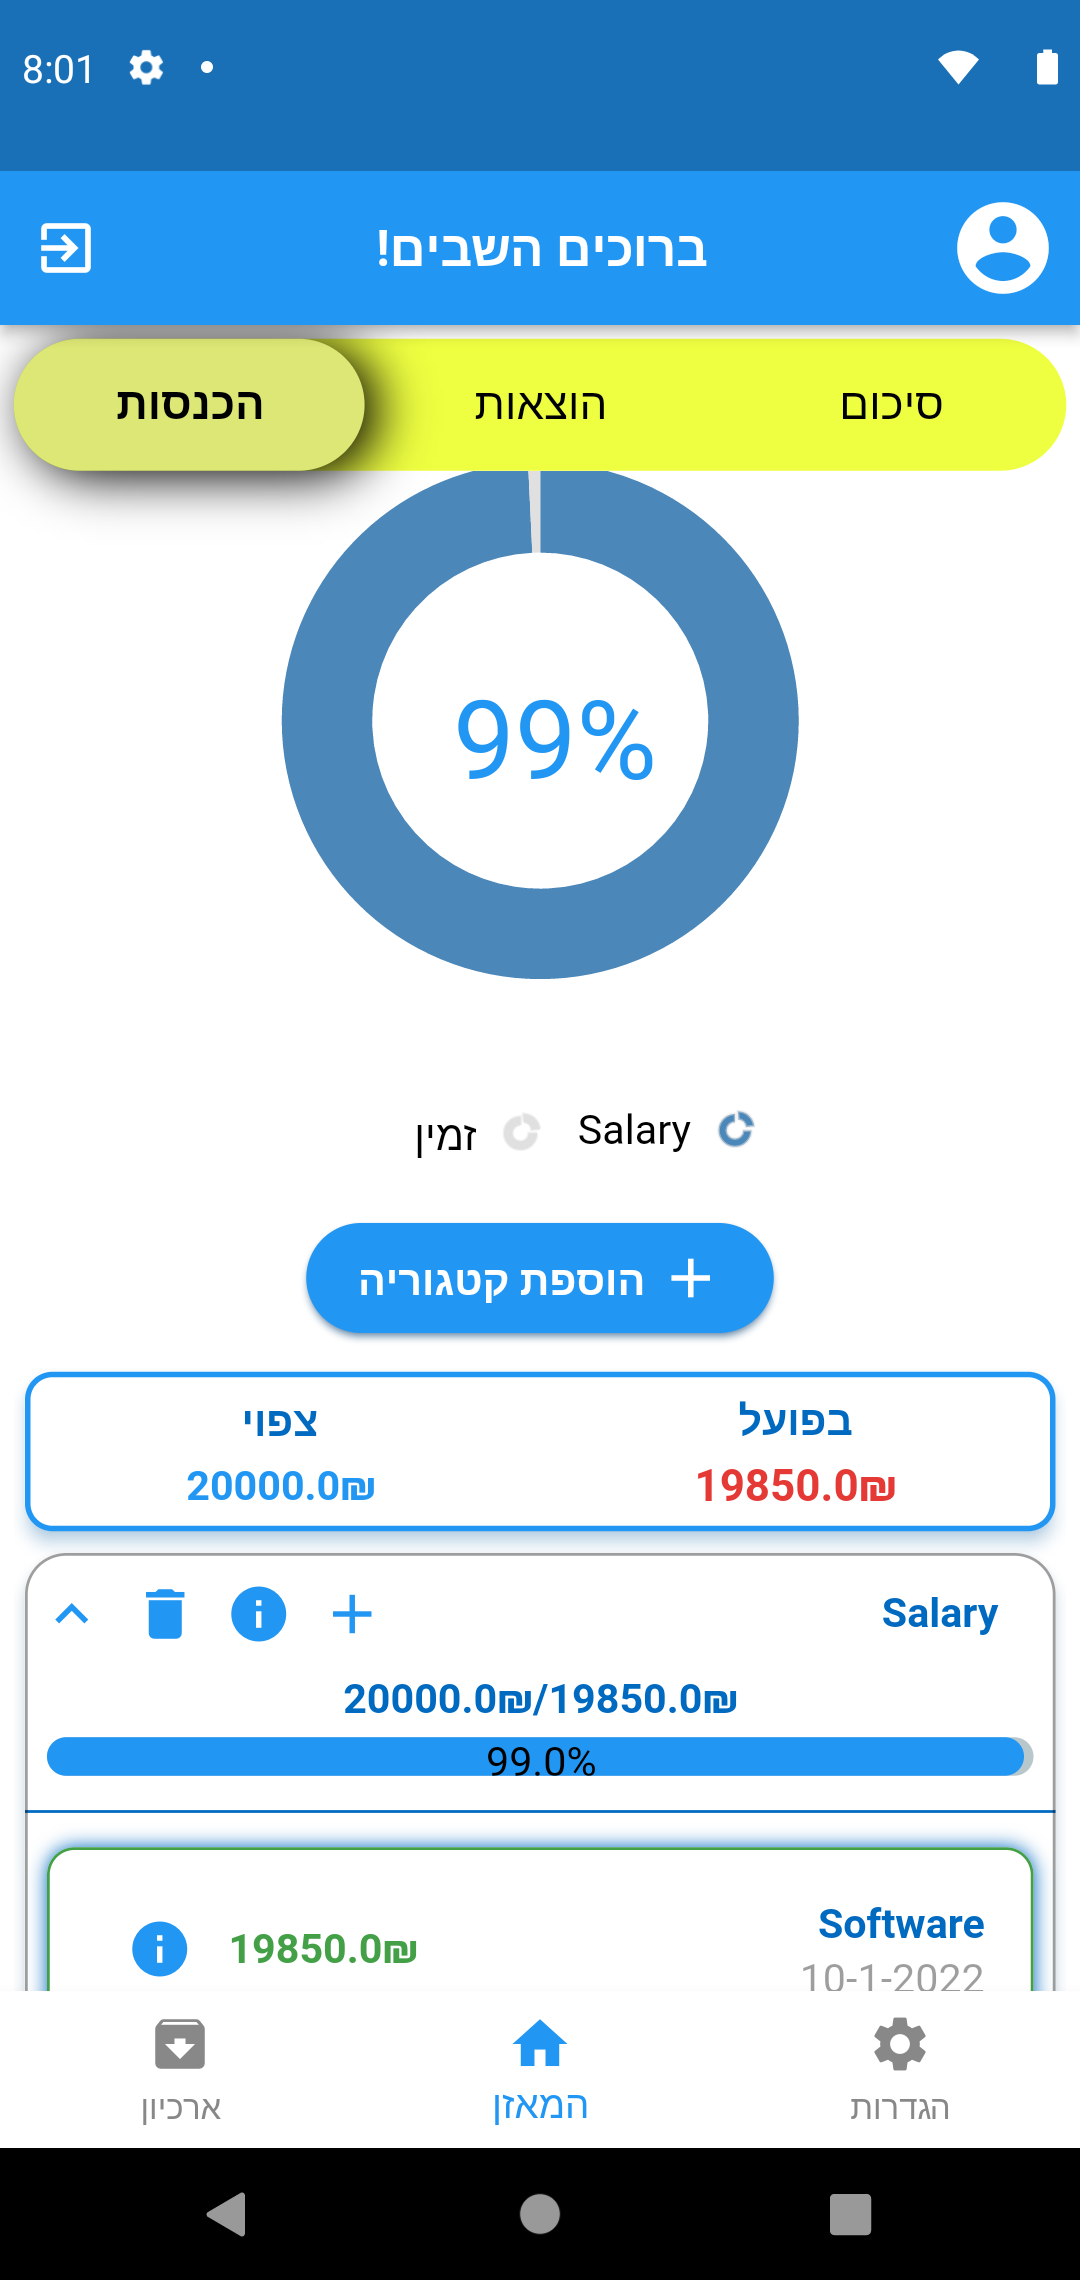 8:01
ברוכים השבים!
סיכום
הוצאות
הכנסות
99%
Salary
זמין
הוספת קטגוריה
בפועל
צפוי
19850.0₪
20000.0₪
Salary
20000.0₪/19850.0₪
99.0%
Software
19850.0₪
10-1-2022
הגדרות
המאזן
ארכיון